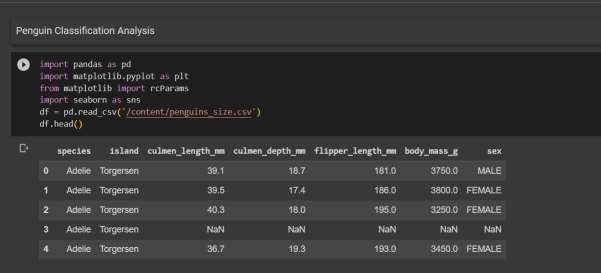 Penguin Classification Analysis
import pandas as pd
import matplotlib.pyplot as plt
from matplotlib import rcParams
import seaborn as sns
df = pd.read_csv('/content/penguins_size.csv')
df.head()
species island culmen_length_mm culmen_depth_mm flipper_length_mm body_mass_g sex
0 Adelie Torgersen 39.1 18.7 181.0 3750.0 MALE
1 Adelie Torgersen 39.5 17.4 186.0 3800.0 FEMALE
2 Adelie Torgersen 40.3 18.0 195.0 3250.0 FEMALE
3 Adelie Torgersen NaN NaN NaN NaN NaN
4 Adelie Torgersen 36.7 19.3 193.0 3450.0 FEMALE